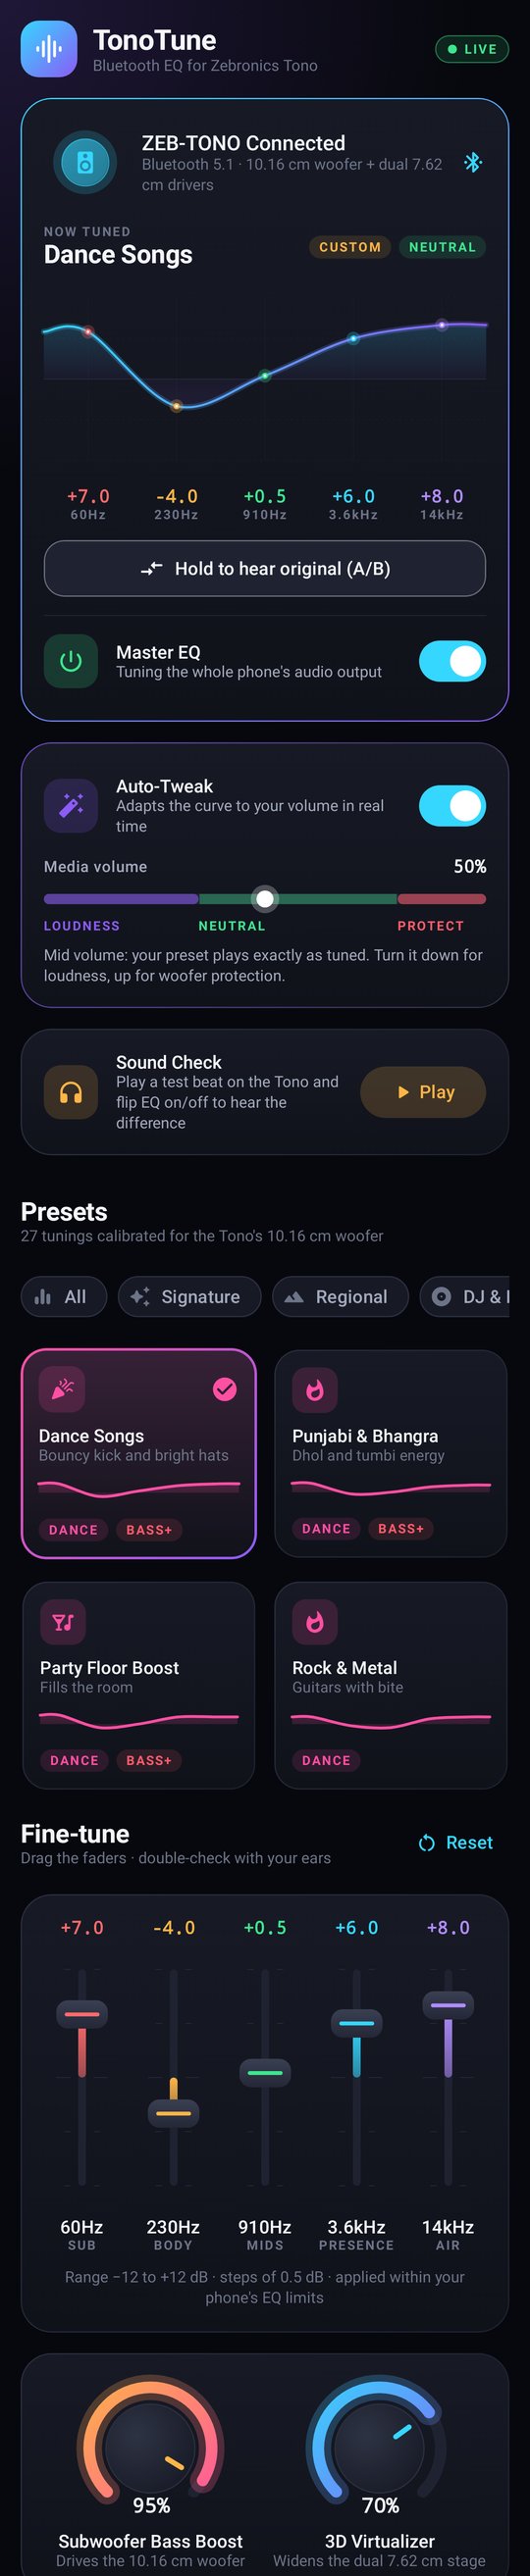 TonoTune
Bluetooth EQ for Zebronics Tono
LIVE
ZEB-TONO Connected
Bluetooth 5.1 · 10.16 cm woofer + dual 7.62
cm drivers
NOW TUNED
Dance Songs
CUSTOM NEUTRAL
+7.0 -4.0 +0.5 +6.0 +8.0
60Hz 230Hz 910Hz 3.6kHz 14kHz
Hold to hear original (A/B)
Master EQ
Tuning the whole phone's audio output
Auto-Tweak
Adapts the curve to your volume in real
time
Media volume 50%
LOUDNESS NEUTRAL PROTECT
Mid volume: your preset plays exactly as tuned. Turn it down for
loudness, up for woofer protection.
Sound Check
Play a test beat on the Tono and
flip EQ on/off to hear the
difference
Play
Presets
27 tunings calibrated for the Tono's 10.16 cm woofer
All Signature Regional DJ &
Dance Songs
Bouncy kick and bright hats
DANCE BASS+
Punjabi & Bhangra
Dhol and tumbi energy
DANCE BASS+
Party Floor Boost
Fills the room
DANCE BASS+
Rock & Metal
Guitars with bite
DANCE
Fine-tune
Drag the faders · double-check with your ears
Reset
+7.0 -4.0 +0.5 +6.0 +8.0
60Hz 230Hz 910Hz 3.6kHz 14kHz
SUB BODY MIDS PRESENCE AIR
Range −12 to +12 dB · steps of 0.5 dB · applied within your
phone's EQ limits
95% 70%
Subwoofer Bass Boost
Drives the 10.16 cm woofer
3D Virtualizer
Widens the dual 7.62 cm stage